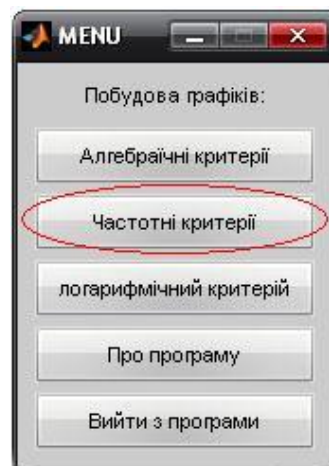 MENU
Побудова графіків:
Алгебраїчні критерії
Частотні критерії
логарифмічний критерій
Про програму
Вийти з програми